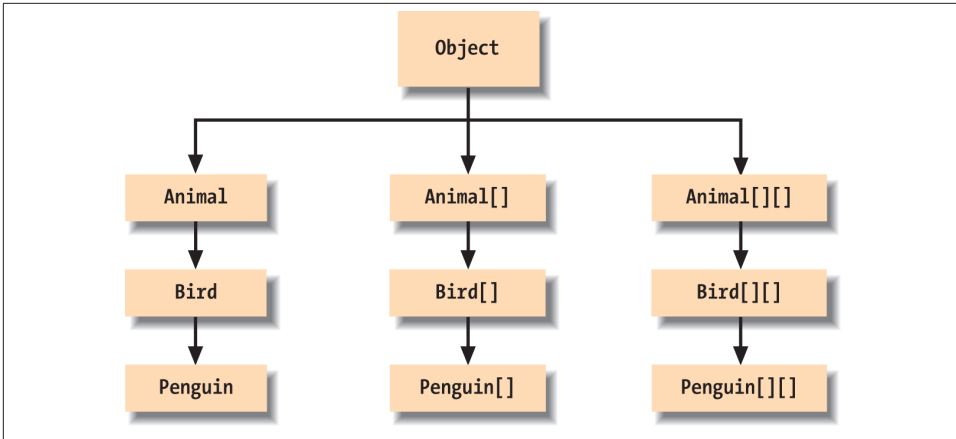 Object
Animal Animal[] Animal[][]
Bird Bird[] Bird[][]
Penguin Penguin[] Penguin[][]